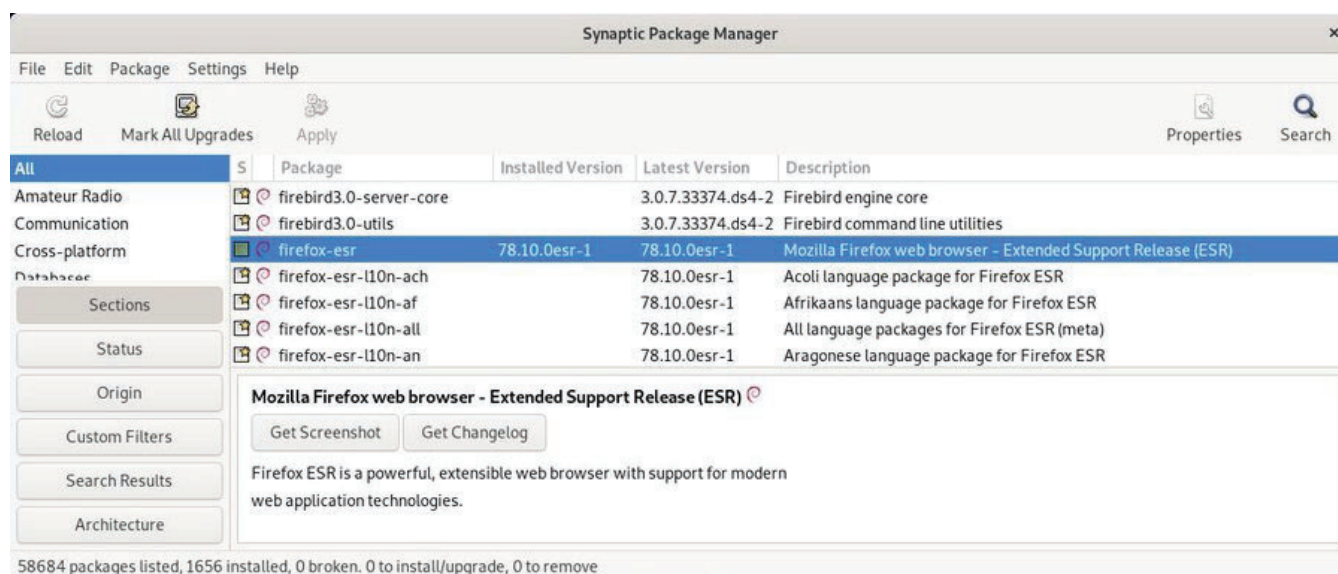 Synaptic Package Manager ×
File Edit Package Settings Help
Reload Mark All Upgrades Apply Properties Search
All
Amateur Radio
Communication
Cross-platform
Databases
Sections
Status
Origin
Custom Filters
Search Results
Architecture
S Package Installed Version Latest Version Description
firebird3.0-server-core 3.0.7.33374.ds4-2 Firebird engine core
firebird3.0-utils 3.0.7.33374.ds4-2 Firebird command line utilities
firefox-esr 78.10.0esr-1 78.10.0esr-1 Mozilla Firefox web browser - Extended Support Release (ESR)
firefox-esr-l10n-ach 78.10.0esr-1 Acoli language package for Firefox ESR
firefox-esr-l10n-af 78.10.0esr-1 Afrikaans language package for Firefox ESR
firefox-esr-l10n-all 78.10.0esr-1 All language packages for Firefox ESR (meta)
firefox-esr-l10n-an 78.10.0esr-1 Aragonese language package for Firefox ESR
Mozilla Firefox web browser - Extended Support Release (ESR)
Get Screenshot Get Changelog
Firefox ESR is a powerful, extensible web browser with support for modern
web application technologies.
58684 packages listed, 1656 installed, 0 broken. 0 to install/upgrade, 0 to remove